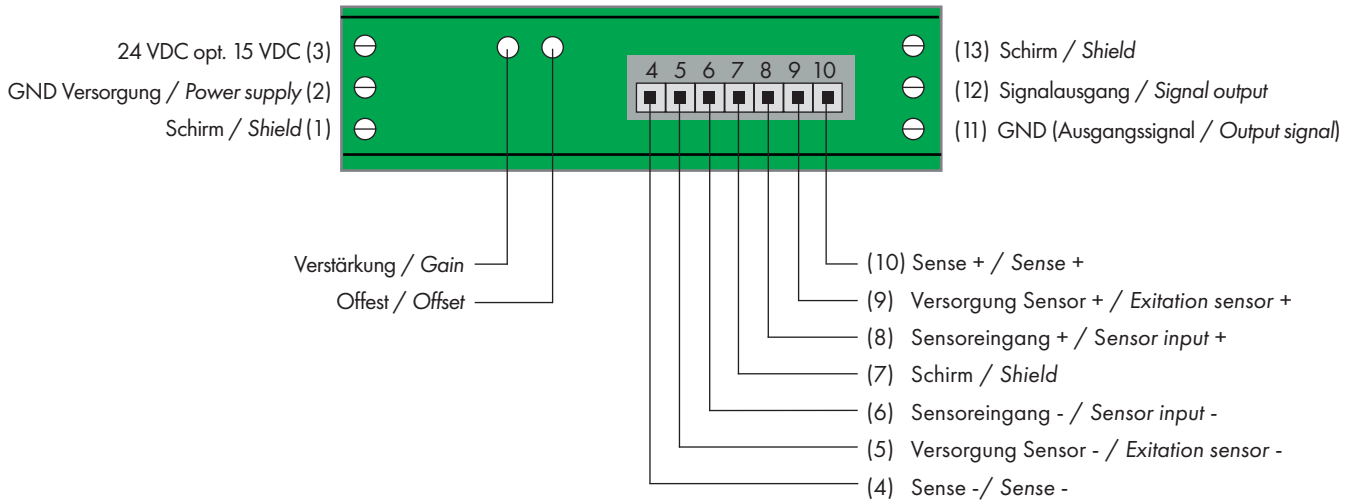 24 VDC opt. 15 VDC (3)
GND Versorgung / Power supply (2)
Schirm / Shield (1)
4 5 6 7 8 9 10
(13) Schirm / Shield
(12) Signalausgang / Signal output
(11) GND (Ausgangssignal / Output signal)
Verstärkung / Gain
Offest / Offset
(10) Sense + / Sense +
(9) Versorgung Sensor + / Exitation sensor +
(8) Sensoreingang + / Sensor input +
(7) Schirm / Shield
(6) Sensoreingang - / Sensor input -
(5) Versorgung Sensor - / Exitation sensor -
(4) Sense -/ Sense -